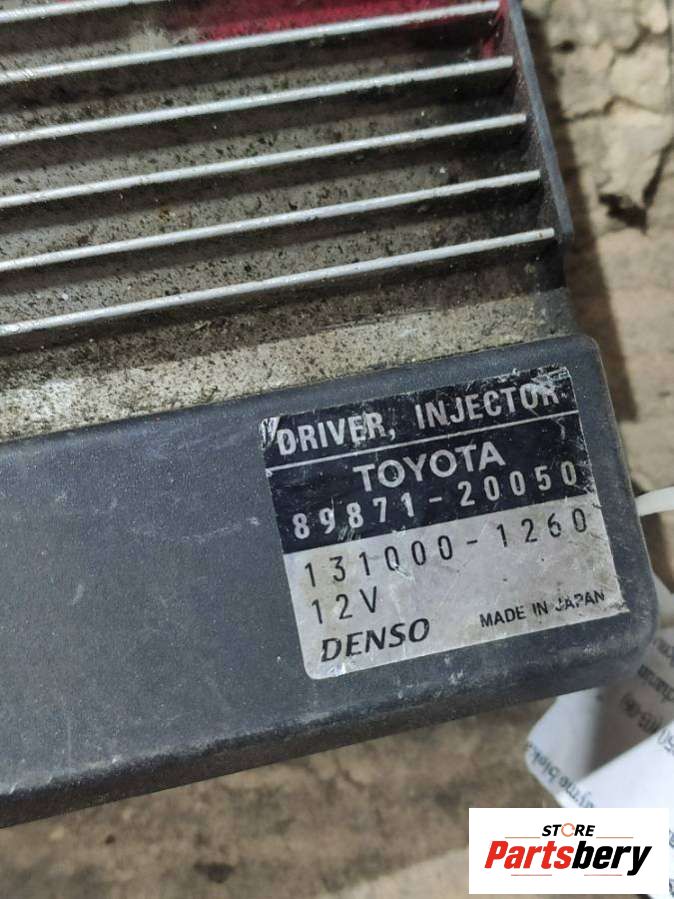 DRIVER, INJECTOR
TOYOTA
89871-20050
131000-1260
12V
DENSO MADE IN JAPAN
STORE
Partsbery